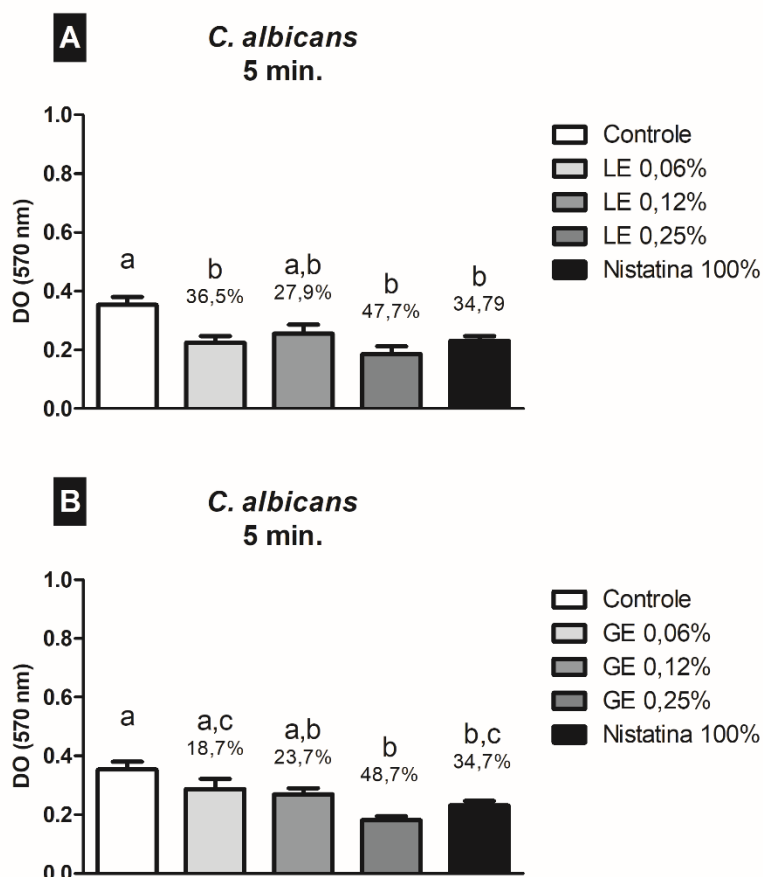 A
C. albicans
5 min.
1.0
0.8
0.6
0.4
0.2
0.0
DO (570 nm)
a
b
36,5%
a,b
27,9%
b
47,7%
b
34,79
Controle
LE 0,06%
LE 0,12%
LE 0,25%
Nistatina 100%
B
C. albicans
5 min.
1.0
0.8
0.6
0.4
0.2
0.0
DO (570 nm)
a
a,c
18,7%
a,b
23,7%
b
48,7%
b,c
34,7%
Controle
GE 0,06%
GE 0,12%
GE 0,25%
Nistatina 100%